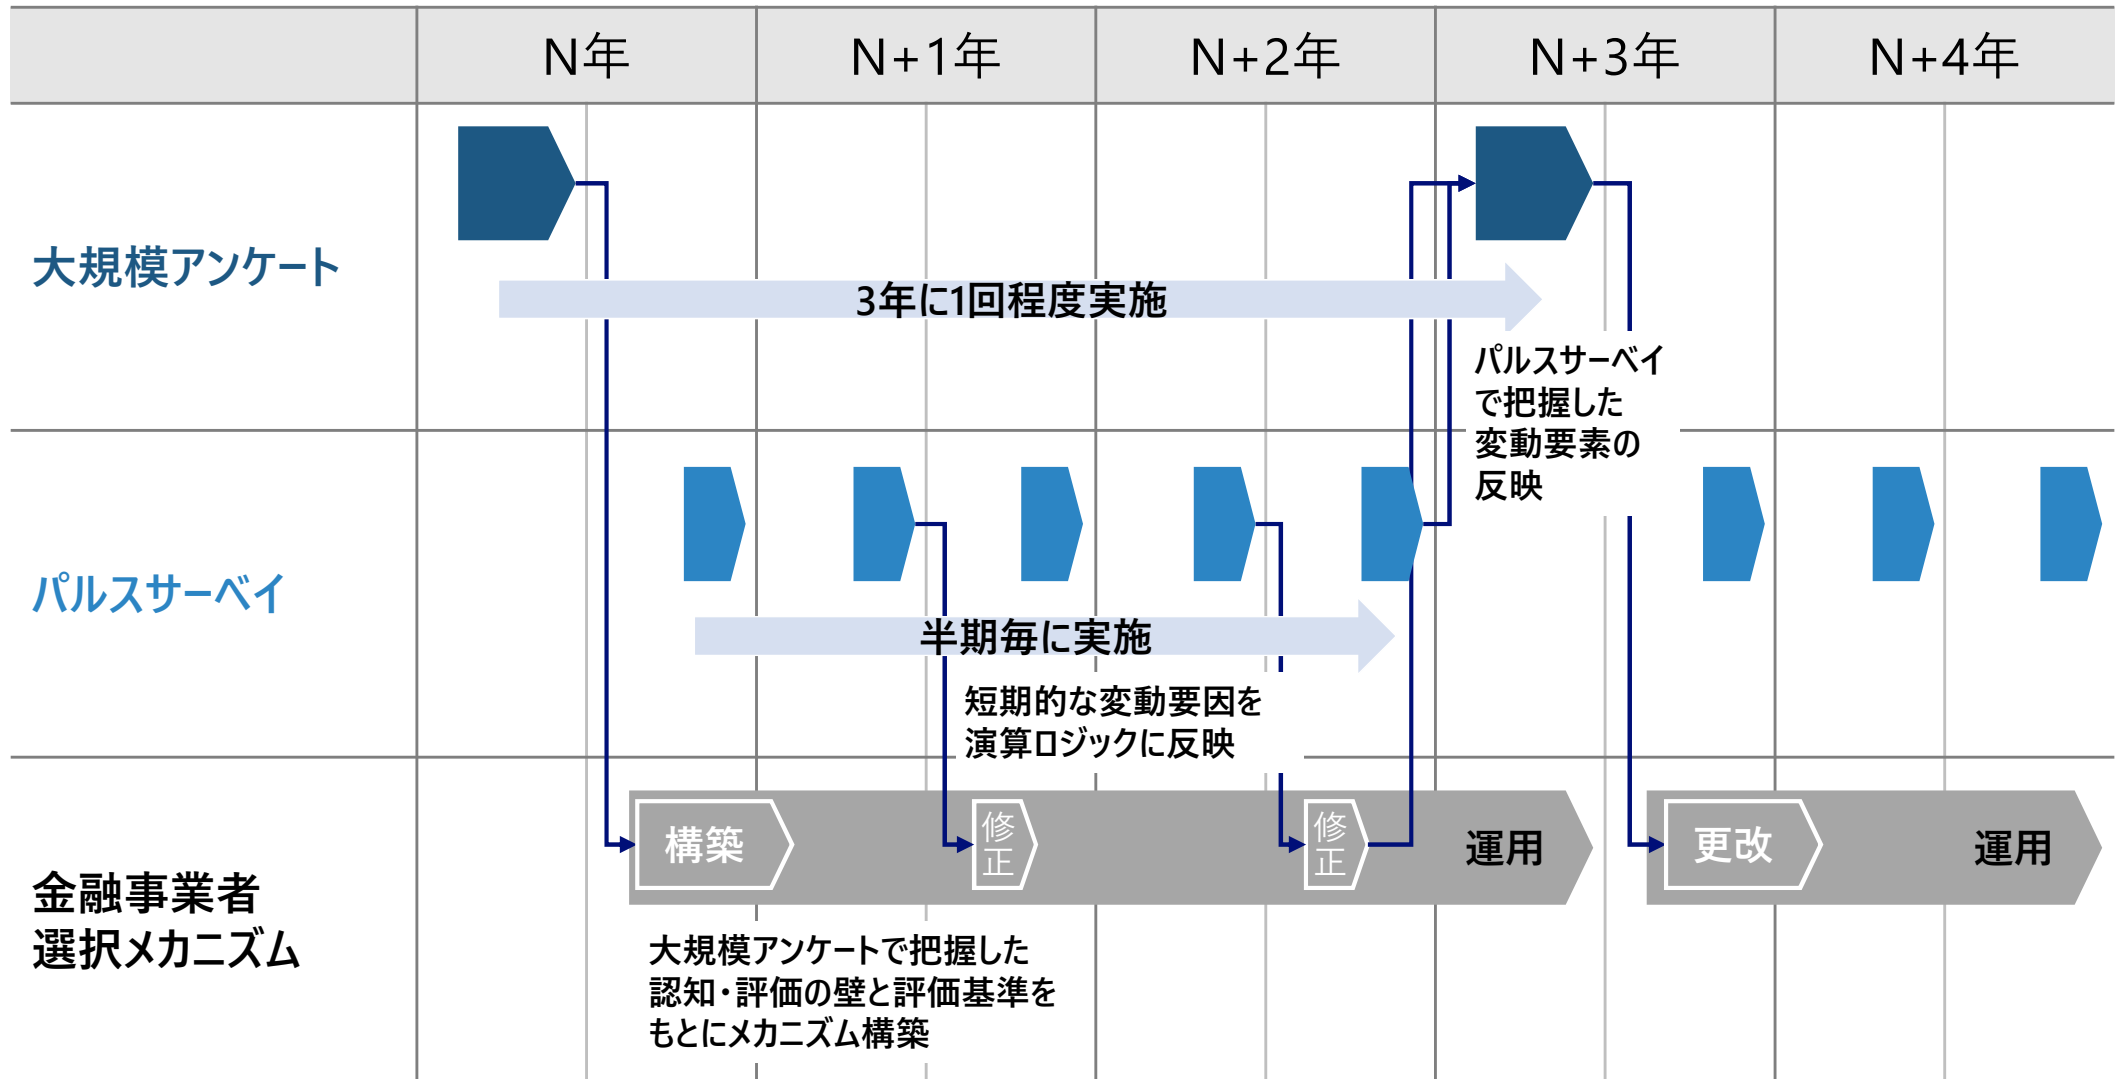 N年
N+1年
N+2年
N+3年
N+4年
大規模アンケート
3年に1回程度実施
パルスサーベイ
で把握した
変動要素の
反映
パルスサーベイ
半期毎に実施
短期的な変動要因を
演算ロジックに反映
金融事業者
選択メカニズム
構築
修
正
修
正
運用
更改
運用
大規模アンケートで把握した
認知・評価の壁と評価基準を
もとにメカニズム構築